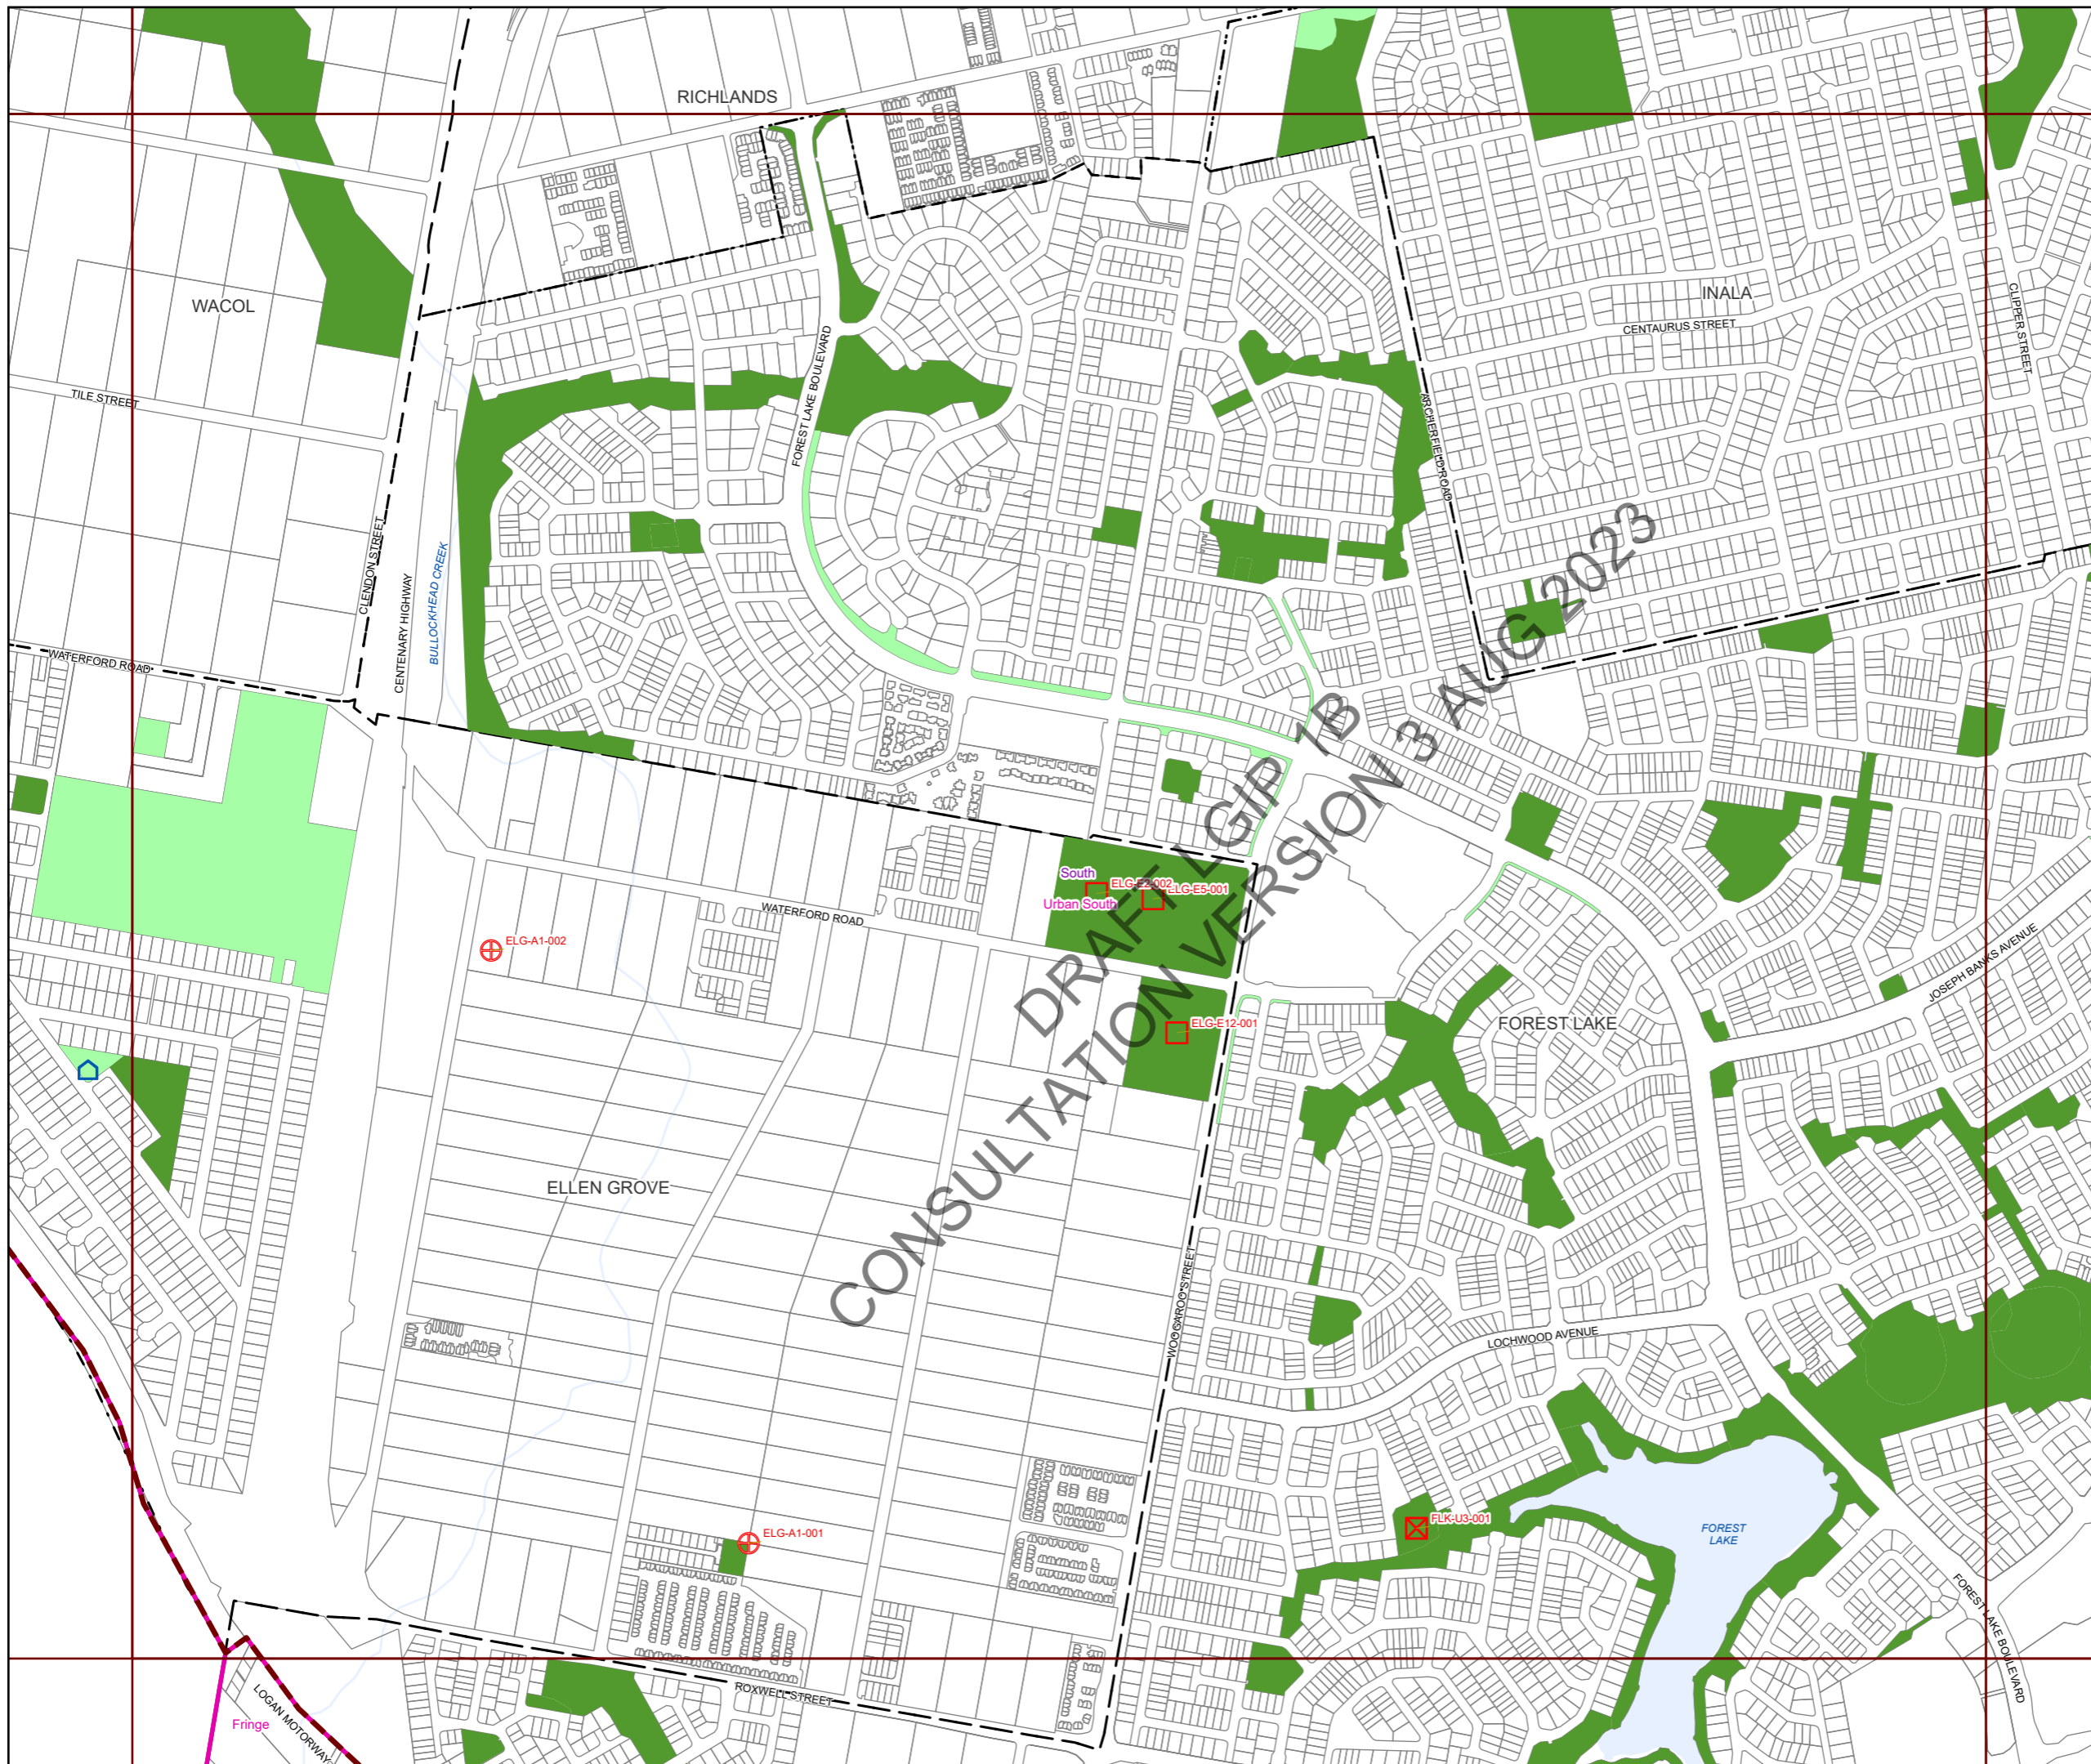 RICHLANDS
WACOL
INALA
CENTAURUS STREET
CLIPPER STREET
TILE STREET
FOREST LAKE BOULEVARD
ARCHERFIELD ROAD
CLENDON STREET
CENTENARY HIGHWAY
BULLOCKHEAD CREEK
WATERFORD ROAD
DRAFT LGIP 1B
CONSULTATION VERSION 3 AUG 2023
South
ELG-E2-002
ELG-E5-001
Urban South
WATERFORD ROAD
ELG-A1-002
JOSEPH BANKS AVENUE
ELG-E12-001
FOREST LAKE
ELLEN GROVE
WOOGAROO STREET
LOCHWOOD AVENUE
FLK-U3-001
FOREST
LAKE
ELG-A1-001
FOREST LAKE BOULEVARD
ROXWELL STREET
Fringe
LOGAN MOTORWAY